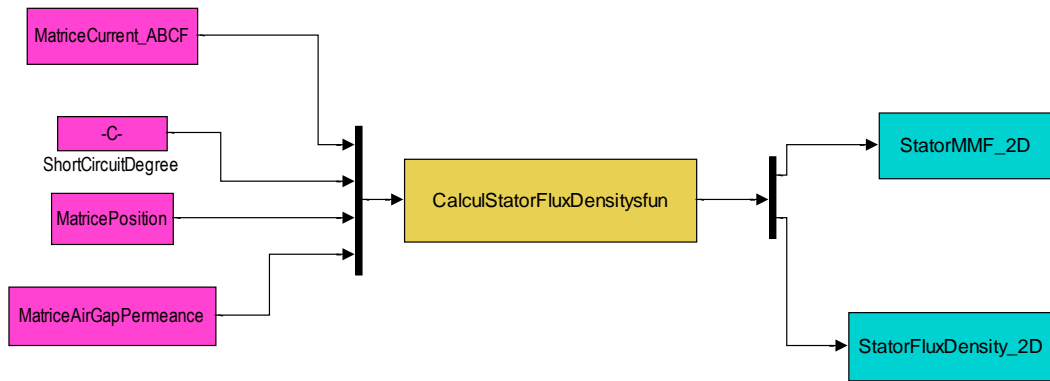 MatriceCurrent_ABCF
-C-
ShortCircuitDegree
MatricePosition
MatriceAirGapPermeance
CalculStatorFluxDensitysfun
StatorMMF_2D
StatorFluxDensity_2D